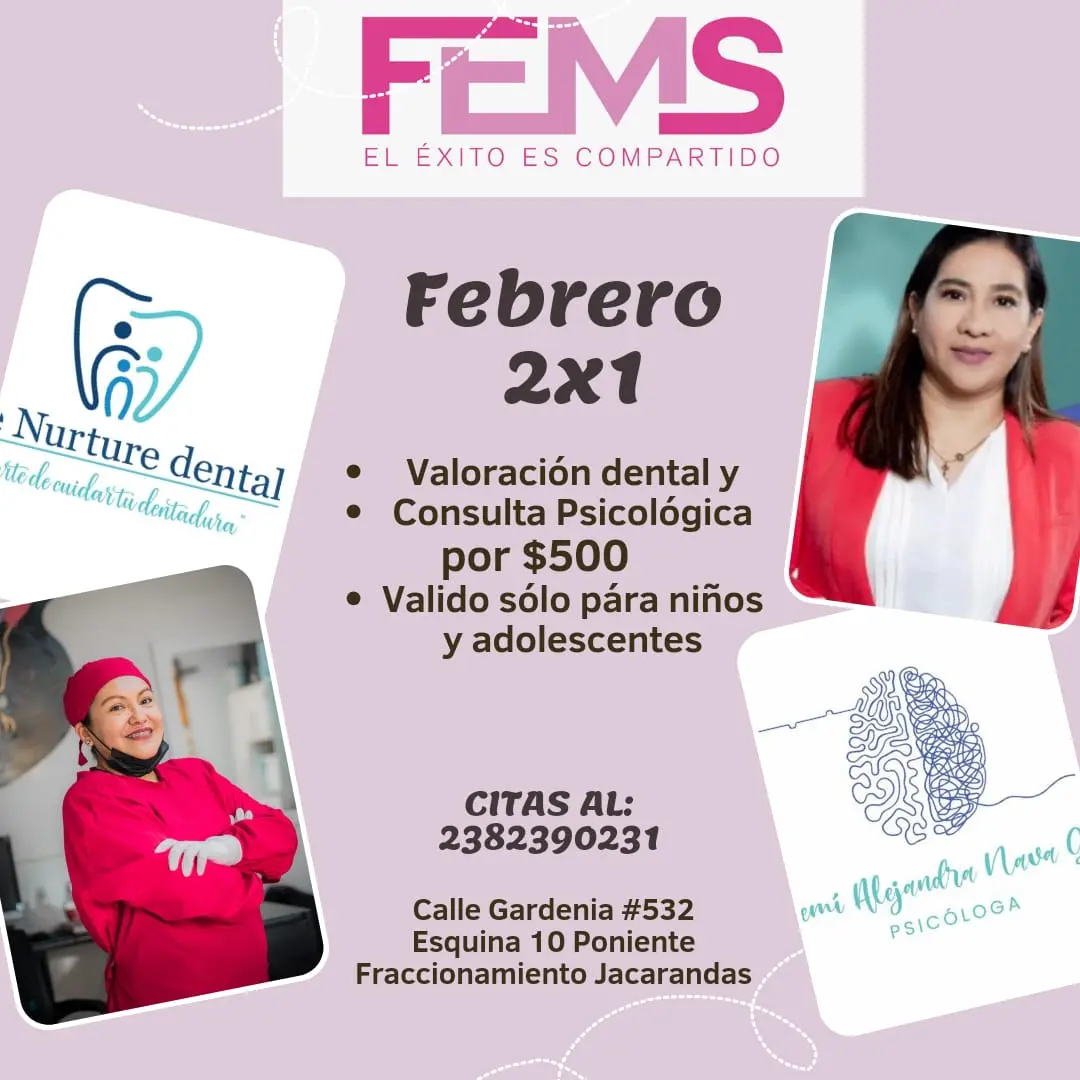 FEMS
EL ÉXITO ES COMPARTIDO
Febrero
2x1
• Valoración dental y
• Consulta Psicológica
por $500
• Valido sólo pára niños
y adolescentes
e Nurture dental
rte de cuidar tu dentadura"
CITAS AL:
2382390231
Calle Gardenia #532
Esquina 10 Poniente
Fraccionamiento Jacarandas
emí Alejandra Nava G
PSICÓLOGA